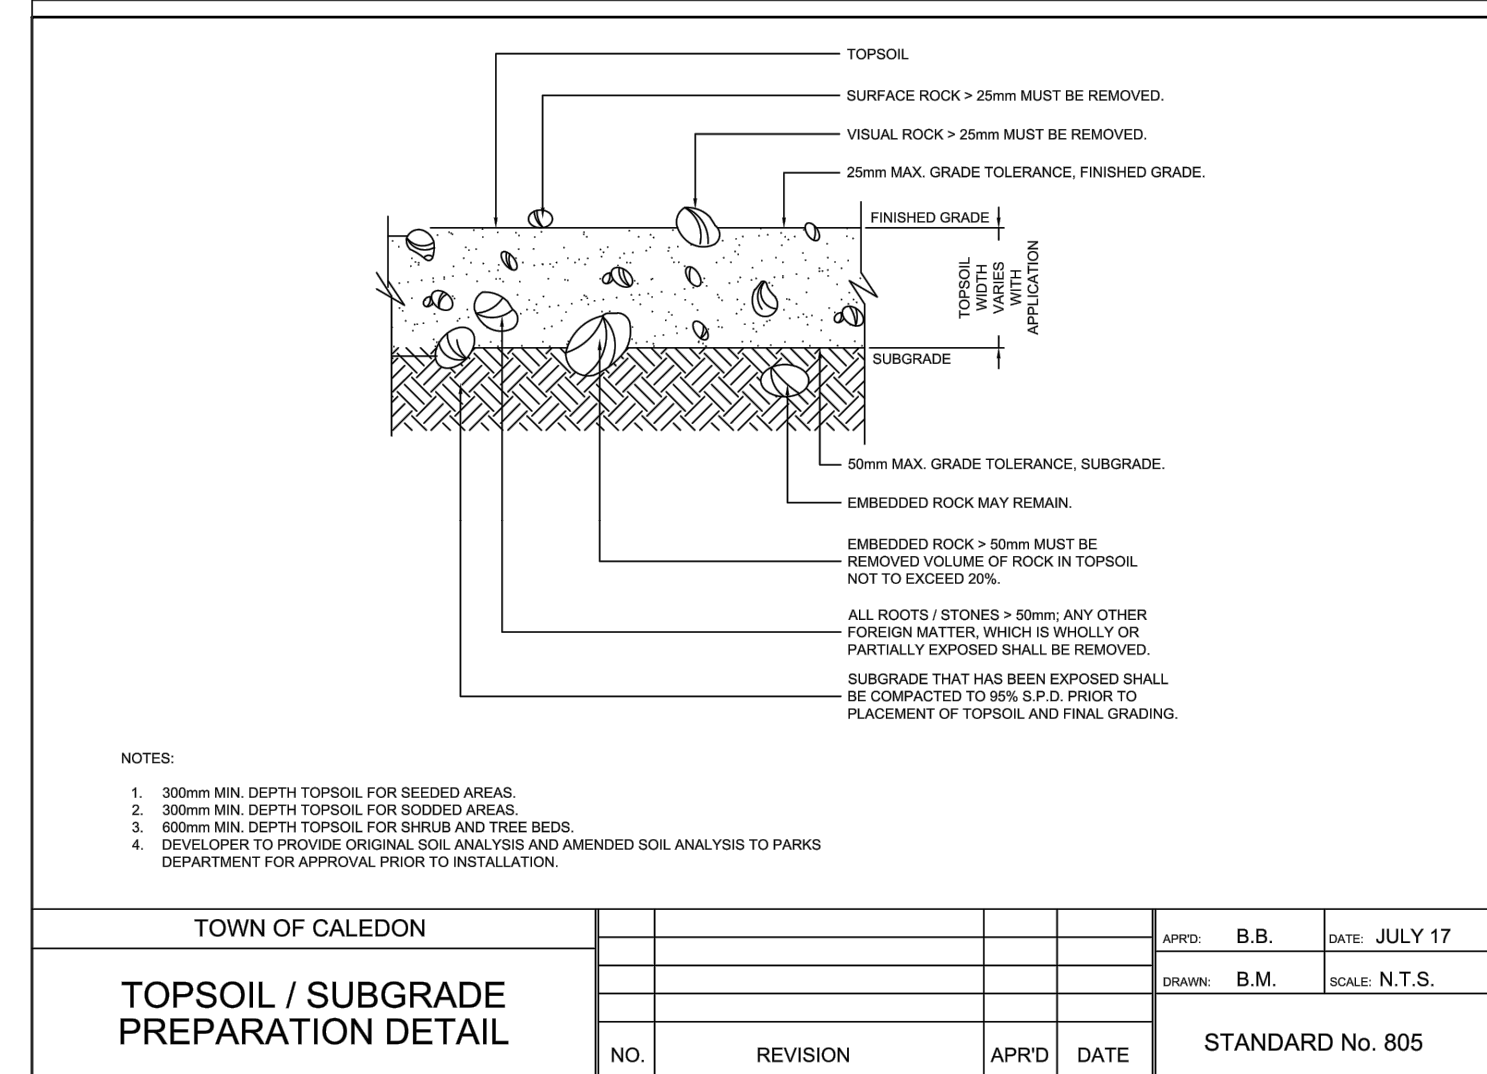 TOPSOIL
SURFACE ROCK > 25mm MUST BE REMOVED.
VISUAL ROCK > 25mm MUST BE REMOVED.
25mm MAX. GRADE TOLERANCE, FINISHED GRADE.
FINISHED GRADE
TOPSOIL
WIDTH
VARIES
WITH
APPLICATION
SUBGRADE
50mm MAX. GRADE TOLERANCE, SUBGRADE.
EMBEDDED ROCK MAY REMAIN.
EMBEDDED ROCK > 50mm MUST BE
REMOVED VOLUME OF ROCK IN TOPSOIL
NOT TO EXCEED 20%.
ALL ROOTS / STONES > 50mm; ANY OTHER
FOREIGN MATTER, WHICH IS WHOLLY OR
PARTIALLY EXPOSED SHALL BE REMOVED.
SUBGRADE THAT HAS BEEN EXPOSED SHALL
BE COMPACTED TO 95% S.P.D. PRIOR TO
PLACEMENT OF TOPSOIL AND FINAL GRADING.
NOTES:
1. 300mm MIN. DEPTH TOPSOIL FOR SEEDED AREAS.
2. 300mm MIN. DEPTH TOPSOIL FOR SODDED AREAS.
3. 600mm MIN. DEPTH TOPSOIL FOR SHRUB AND TREE BEDS.
4. DEVELOPER TO PROVIDE ORIGINAL SOIL ANALYSIS AND AMENDED SOIL ANALYSIS TO PARKS
DEPARTMENT FOR APPROVAL PRIOR TO INSTALLATION.
TOWN OF CALEDON
TOPSOIL / SUBGRADE
PREPARATION DETAIL
NO. REVISION APR'D DATE
APR'D: B.B. DATE: JULY 17
DRAWN: B.M. SCALE: N.T.S.
STANDARD No. 805